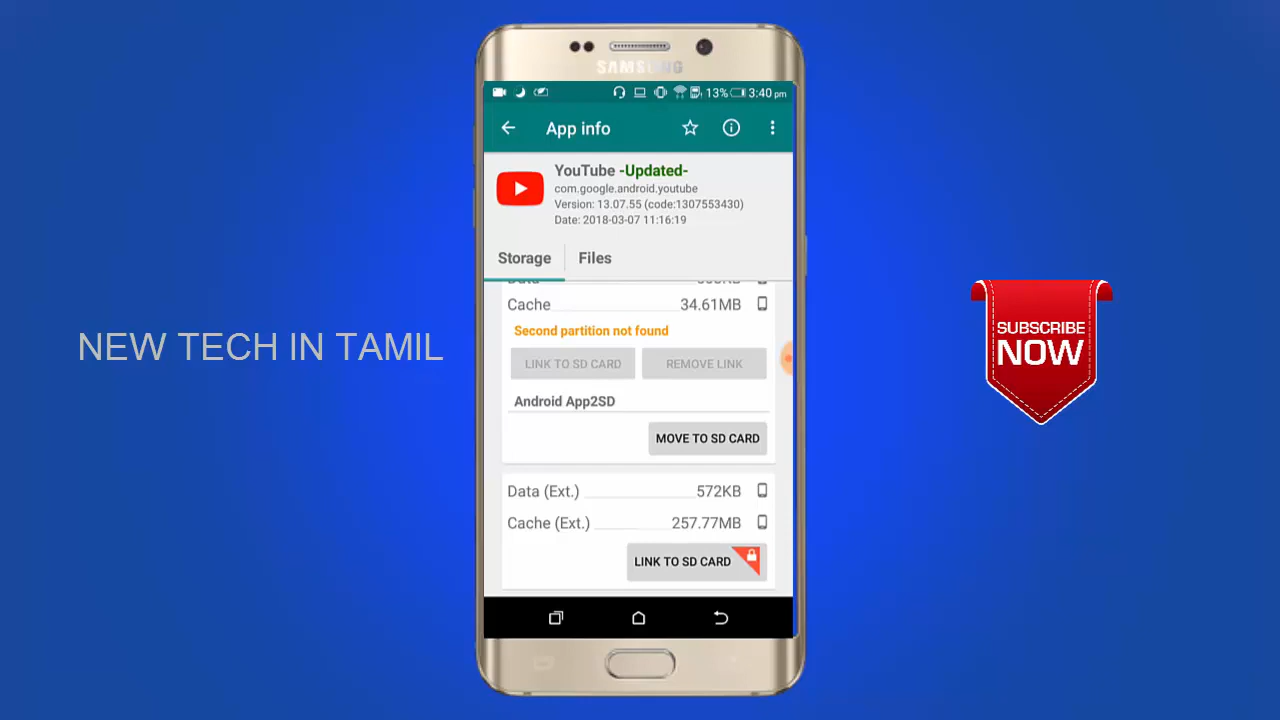 SAMSUNG
13% 3:40 pm
App info
YouTube -Updated-
com.google.android.youtube
Version: 13.07.55 (code:1307553430)
Date: 2018-03-07 11:16:19
Storage Files
Cache 34.61MB
Second partition not found
LINK TO SD CARD REMOVE LINK
Android App2SD
MOVE TO SD CARD
Data (Ext.) 572KB
Cache (Ext.) 257.77MB
LINK TO SD CARD
NEW TECH IN TAMIL
SUBSCRIBE
NOW